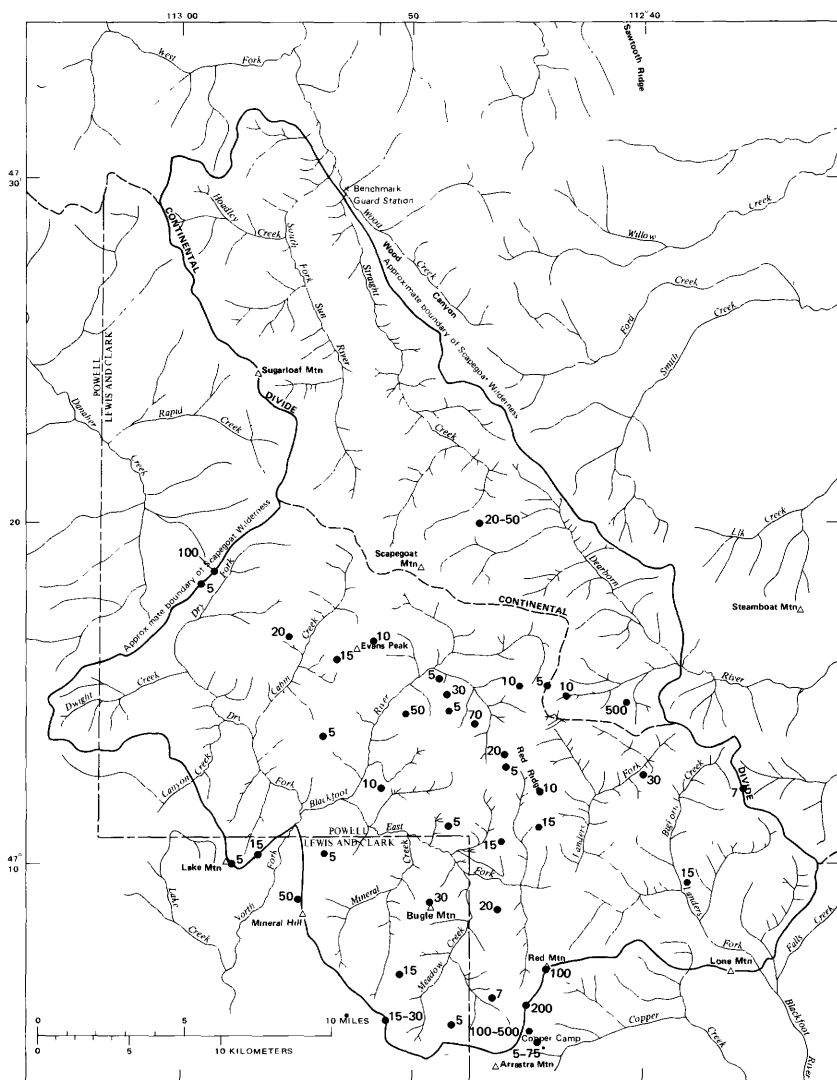 113 00
50
112° 40
West
Fork
Sawtooth Ridge
47
30'
Benchmark
Guard Station
Hoadley
Creek
CONTINENTAL
Wood
Creek
Wood
Canyon
South
Fork
Sun
River
Straight
Creek
Willow
Creek
Ford
Creek
Smith
Creek
Approximate boundary of Scapegoat Wilderness
POWELL
LEWIS AND CLARK
Sugarloaf Mtn
DIVIDE
Danaher
Creek
Rapid
Creek
20
20-50
Scapegoat
Mtn
Creek
Dearborn
River
Steamboat Mtn
CONTINENTAL
Approximate boundary of Scapegoat Wilderness
100
5
Dry
Fork
20
15
10
Evans Peak
Cabin
Creek
Dwight
Creek
5
30
5
50
70
10
5
10
500
River
Dry
Fork
5
20
5
Red Ridge
10
Fork
30
Landers
Bighorn
Creek
DIVIDE
7
Canyon
Creek
Blackfoot
10
5
15
15
POWELL
LEWIS AND CLARK
East
Fork
Creek
47°
10
Lake Mtn
5
15
5
North
Fork
Lake
Creek
50
Mineral Hill
Mineral
30
Bugle Mtn
20
15
Landers
Fork
Falls
Creek
Meadow
Creek
15
Red Mtn
100
Lone Mtn
7
200
15-30
5
100-500
Copper Camp
5-75
Copper
Creek
Blackfoot
River
Arrastra Mtn
0 5 10 MILES
0 5 10 KILOMETERS